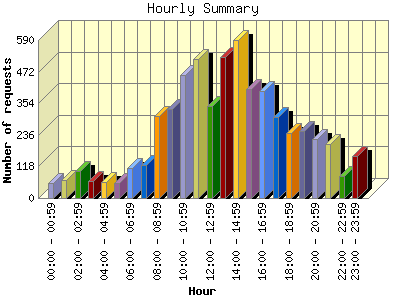 Hourly Summary
Number of requests
590
472
354
236
118
0
00:00 - 00:59
02:00 - 02:59
04:00 - 04:59
06:00 - 06:59
08:00 - 08:59
10:00 - 10:59
12:00 - 12:59
14:00 - 14:59
16:00 - 16:59
18:00 - 18:59
20:00 - 20:59
22:00 - 22:59
23:00 - 23:59
Hour